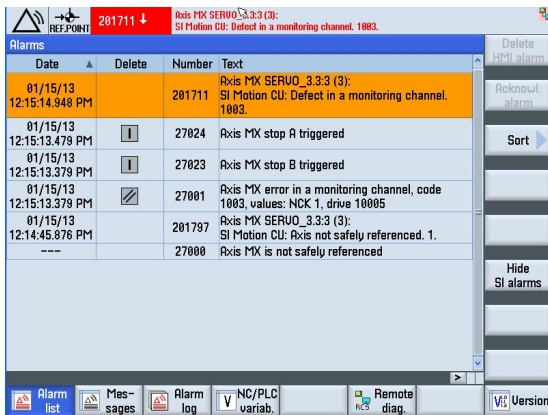 REF.POINT
201711 ↓
Axis MX SERVO_3.3:3 (3):
SI Motion CU: Defect in a monitoring channel. 1003.
Alarms
Date Delete Number Text
01/15/13
12:15:14.948 PM
201711
Axis MX SERVO_3.3:3 (3):
SI Motion CU: Defect in a monitoring channel.
1003.
01/15/13
12:15:13.479 PM
27024 Axis MX stop A triggered
01/15/13
12:15:13.379 PM
27023 Axis MX stop B triggered
01/15/13
12:15:13.379 PM
27001
Axis MX error in a monitoring channel, code
1003, values: NCK 1, drive 10005
01/15/13
12:14:45.876 PM
201797
Axis MX SERVO_3.3:3 (3):
SI Motion CU: Axis not safely referenced. 1.
--- 27000 Axis MX is not safely referenced
Delete
HMI alarm
Acknowl.
alarm
Sort
Hide
SI alarms
Alarm
list
Mes-
sages
Alarm
log
NC/PLC
variab.
RCS
Remote
diag.
Version